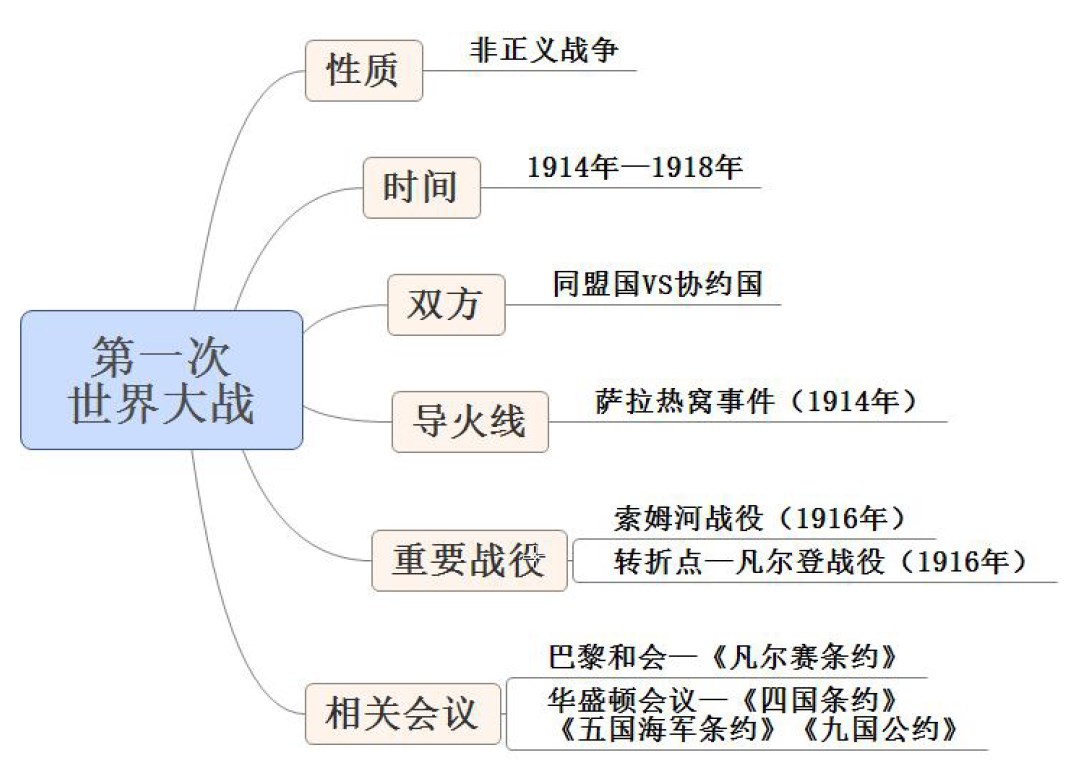 性质
非正义战争
时间
1914年—1918年
双方
同盟国VS协约国
第一次
世界大战
导火线
萨拉热窝事件（1914年）
重要战役
索姆河战役（1916年）
转折点—凡尔登战役（1916年）
相关会议
巴黎和会—《凡尔赛条约》
华盛顿会议—《四国条约》
《五国海军条约》《九国公约》